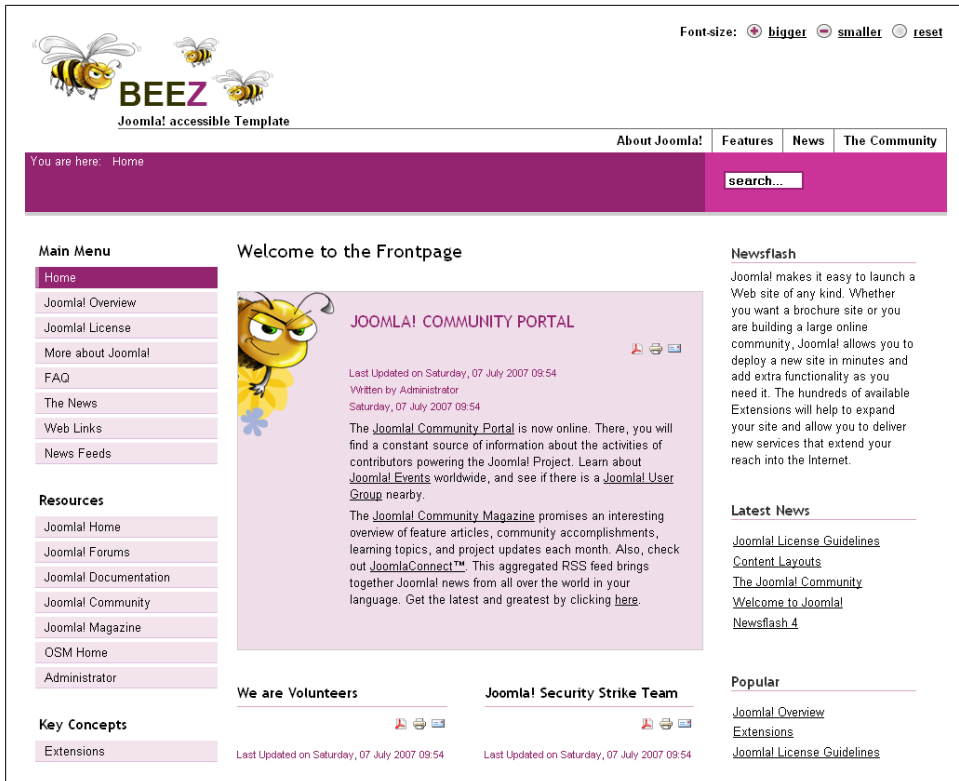 Font-size: bigger smaller reset
BEEZ
Joomla! accessible Template
About Joomla! Features News The Community
You are here: Home
search...
Main Menu
Home
Joomla! Overview
Joomla! License
More about Joomla!
FAQ
The News
Web Links
News Feeds
Resources
Joomla! Home
Joomla! Forums
Joomla! Documentation
Joomla! Community
Joomla! Magazine
OSM Home
Administrator
Key Concepts
Extensions
Welcome to the Frontpage
JOOMLA! COMMUNITY PORTAL
Last Updated on Saturday, 07 July 2007 09:54
Written by Administrator
Saturday, 07 July 2007 09:54
The Joomla! Community Portal is now online. There, you will
find a constant source of information about the activities of
contributors powering the Joomla! Project. Learn about
Joomla! Events worldwide, and see if there is a Joomla! User
Group nearby.
The Joomla! Community Magazine promises an interesting
overview of feature articles, community accomplishments,
learning topics, and project updates each month. Also, check
out JoomlaConnect™. This aggregated RSS feed brings
together Joomla! news from all over the world in your
language. Get the latest and greatest by clicking here.
We are Volunteers
Last Updated on Saturday, 07 July 2007 09:54
Joomla! Security Strike Team
Last Updated on Saturday, 07 July 2007 09:54
Newsflash
Joomla! makes it easy to launch a
Web site of any kind. Whether
you want a brochure site or you
are building a large online
community, Joomla! allows you to
deploy a new site in minutes and
add extra functionality as you
need it. The hundreds of available
Extensions will help to expand
your site and allow you to deliver
new services that extend your
reach into the Internet.
Latest News
Joomla! License Guidelines
Content Layouts
The Joomla! Community
Welcome to Joomla!
Newsflash 4
Popular
Joomla! Overview
Extensions
Joomla! License Guidelines